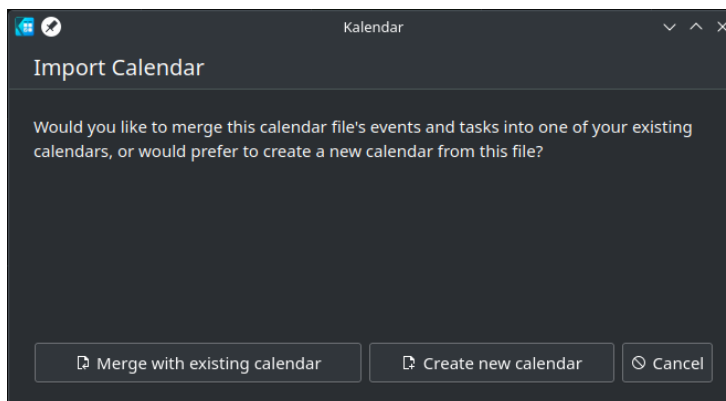 Kalendar
Import Calendar
Would you like to merge this calendar file's events and tasks into one of your existing
calendars, or would prefer to create a new calendar from this file?
Merge with existing calendar
Create new calendar
Cancel